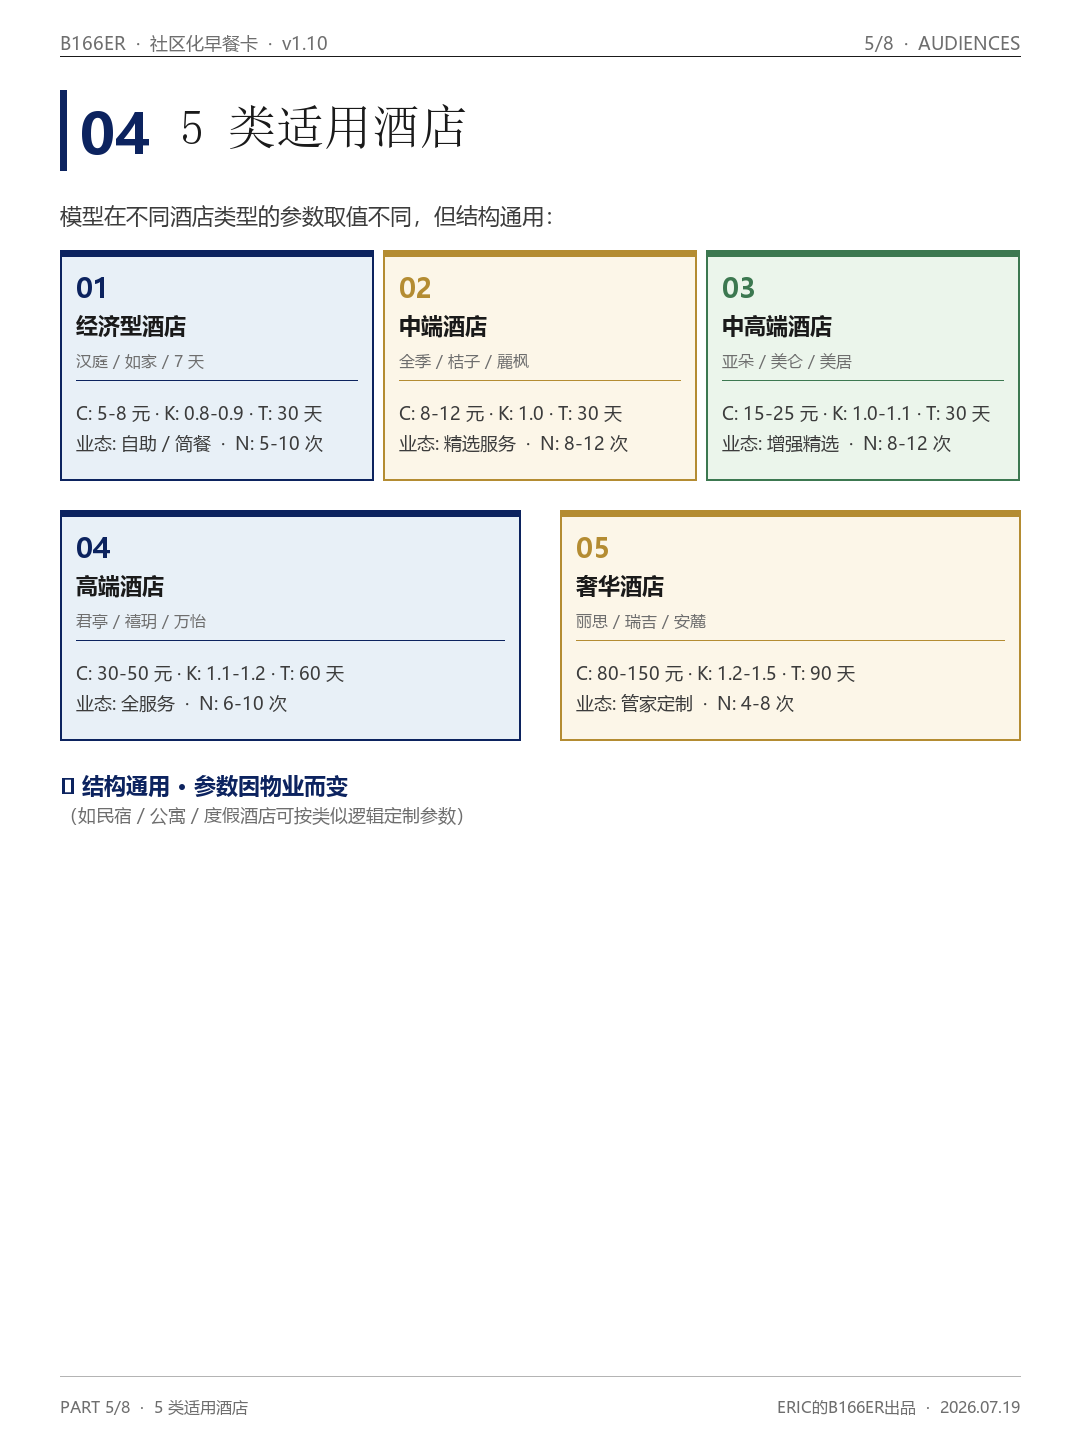 B166ER · 社区化早餐卡 · v1.10
5/8 · AUDIENCES
04 5 类适用酒店
模型在不同酒店类型的参数取值不同，但结构通用：
01
经济型酒店
汉庭 / 如家 / 7 天
C: 5-8 元 · K: 0.8-0.9 · T: 30 天
业态: 自助 / 简餐 · N: 5-10 次
02
中端酒店
全季 / 桔子 / 麗枫
C: 8-12 元 · K: 1.0 · T: 30 天
业态: 精选服务 · N: 8-12 次
03
中高端酒店
亚朵 / 美仑 / 美居
C: 15-25 元 · K: 1.0-1.1 · T: 30 天
业态: 增强精选 · N: 8-12 次
04
高端酒店
君亭 / 禧玥 / 万怡
C: 30-50 元 · K: 1.1-1.2 · T: 60 天
业态: 全服务 · N: 6-10 次
05
奢华酒店
丽思 / 瑞吉 / 安麓
C: 80-150 元 · K: 1.2-1.5 · T: 90 天
业态: 管家定制 · N: 4-8 次
结构通用 · 参数因物业而变
（如民宿 / 公寓 / 度假酒店可按类似逻辑定制参数）
PART 5/8 · 5 类适用酒店
ERIC的B166ER出品 · 2026.07.19